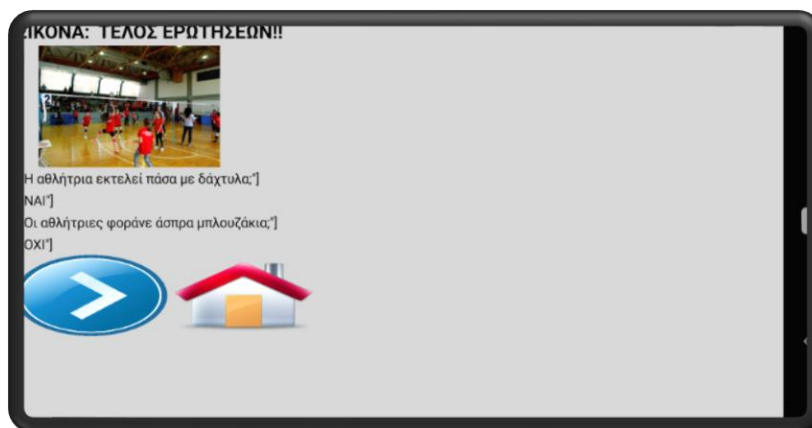 ΙΚΟΝΑ: ΤΕΛΟΣ ΕΡΩΤΗΣΕΩΝ!!
Η αθλήτρια εκτελεί πάσα με δάχτυλα;"]
ΝΑΙ"]
Οι αθλήτριες φοράνε άσπρα μπλουζάκια;"]
ΟΧΙ"]